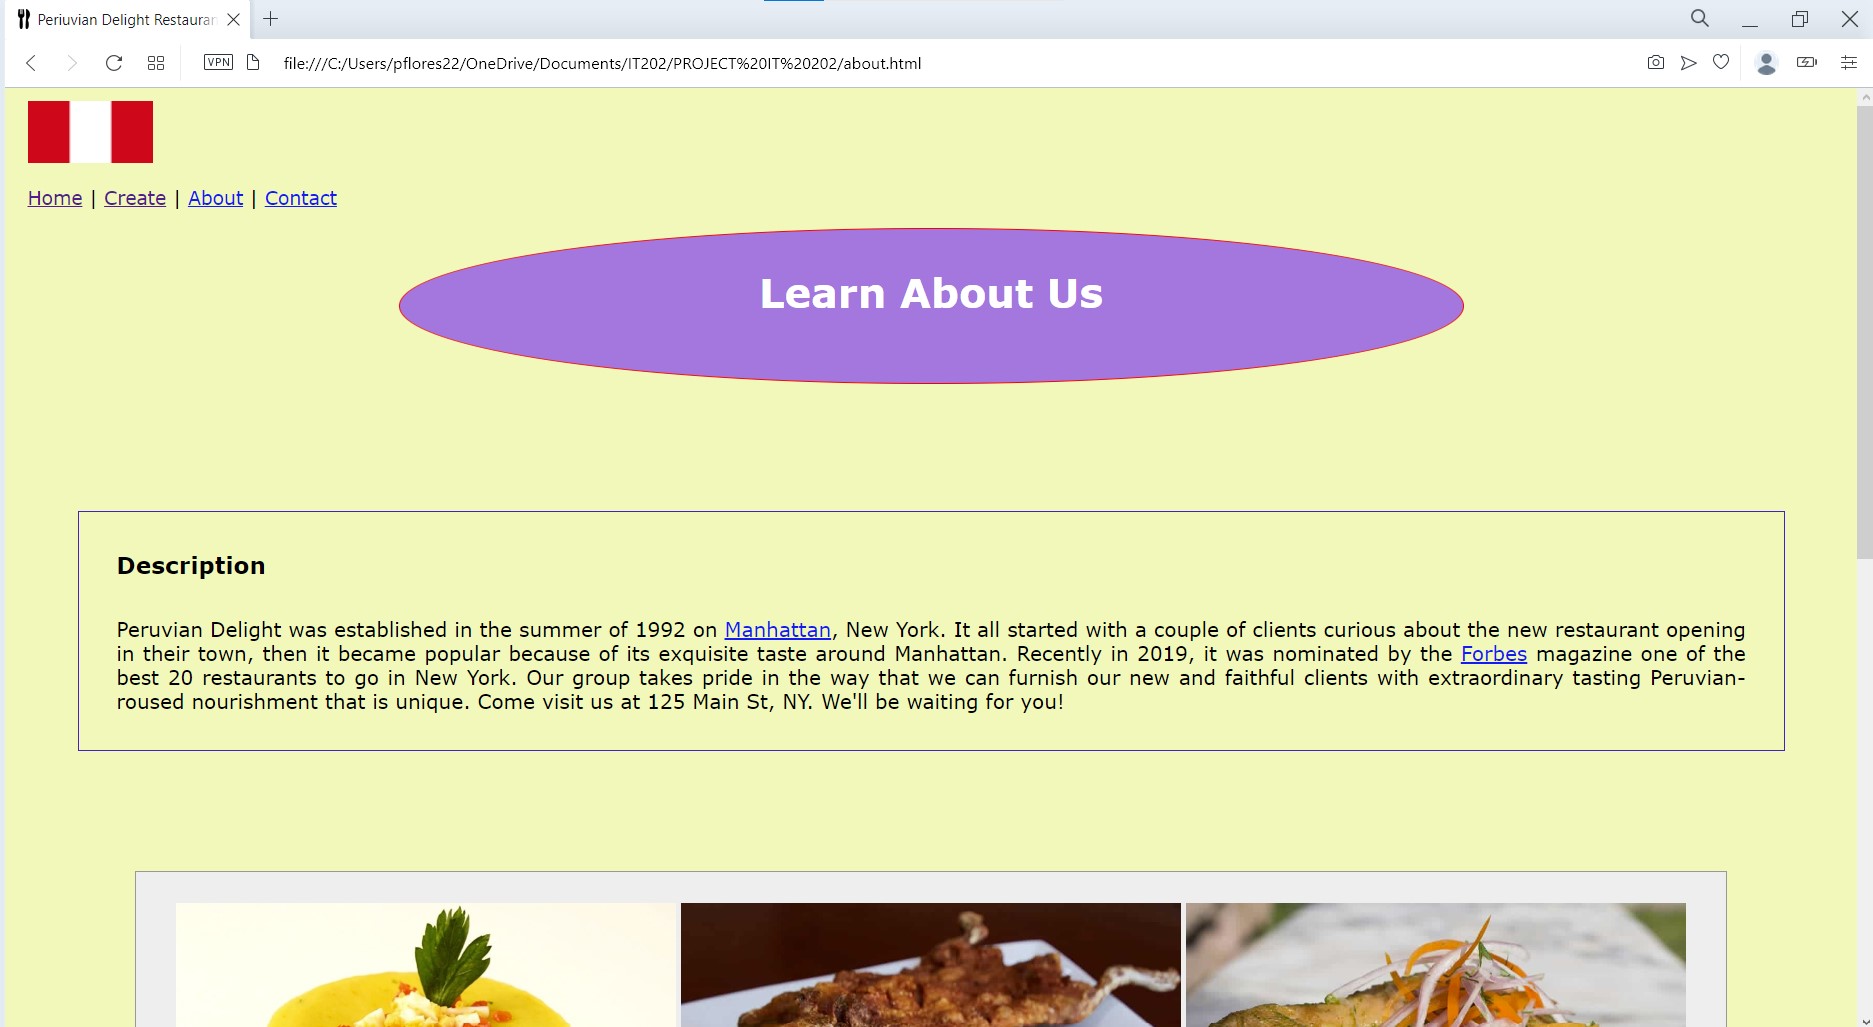 Periuvian Delight Restauran
VPN
file:///C:/Users/pflores22/OneDrive/Documents/IT202/PROJECT%20IT%20202/about.html
Home | Create | About | Contact
Learn About Us
Description
Peruvian Delight was established in the summer of 1992 on Manhattan, New York. It all started with a couple of clients curious about the new restaurant opening
in their town, then it became popular because of its exquisite taste around Manhattan. Recently in 2019, it was nominated by the Forbes magazine one of the
best 20 restaurants to go in New York. Our group takes pride in the way that we can furnish our new and faithful clients with extraordinary tasting Peruvian-
roused nourishment that is unique. Come visit us at 125 Main St, NY. We'll be waiting for you!